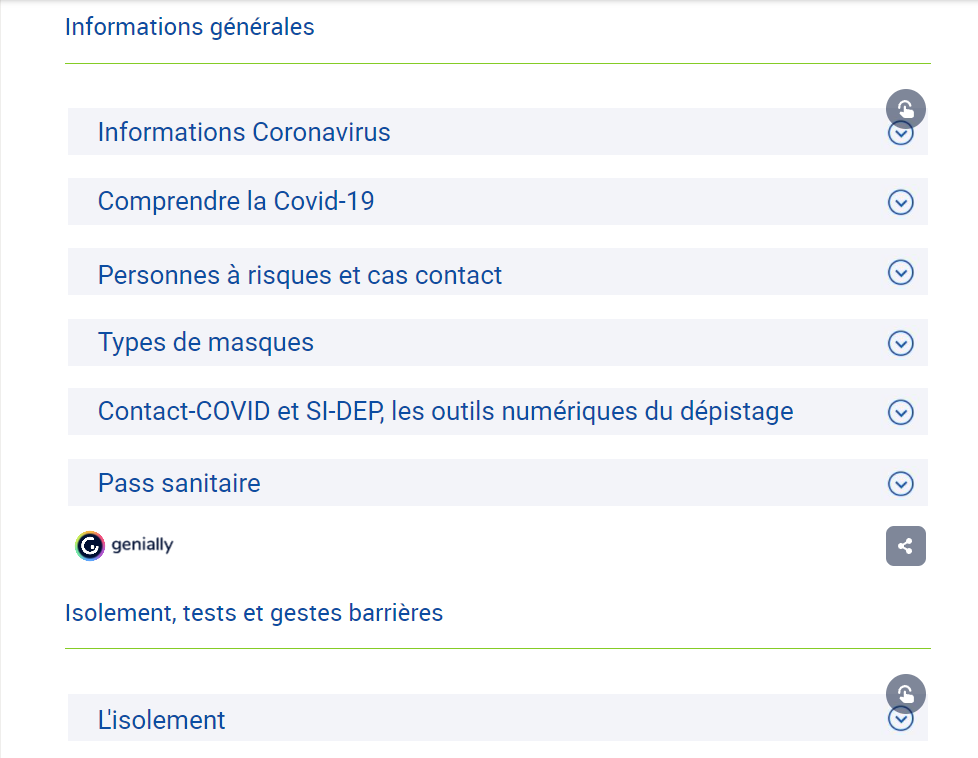 Informations générales
Informations Coronavirus
Comprendre la Covid-19
Personnes à risques et cas contact
Types de masques
Contact-COVID et SI-DEP, les outils numériques du dépistage
Pass sanitaire
genially
Isolement, tests et gestes barrières
L'isolement